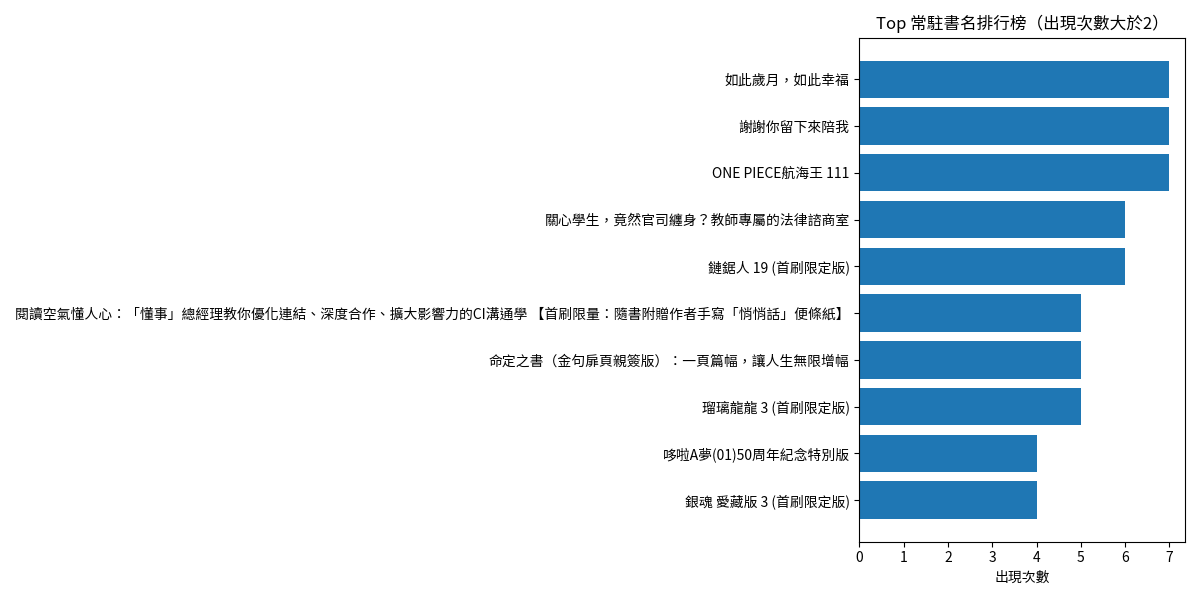 Top 常駐書名排行榜（出現次數大於2）
如此歲月，如此幸福
謝謝你留下來陪我
ONE PIECE航海王 111
關心學生，竟然官司纏身？教師專屬的法律諮商室
鏈鋸人 19 (首刷限定版)
閱讀空氣懂人心：「懂事」總經理教你優化連結、深度合作、擴大影響力的CI溝通學 【首刷限量：隨書附贈作者手寫「悄悄話」便條紙】
命定之書（金句扉頁親簽版）：一頁篇幅，讓人生無限增幅
瑠璃龍龍 3 (首刷限定版)
哆啦A夢(01)50周年紀念特別版
銀魂 愛藏版 3 (首刷限定版)
0 1 2 3 4 5 6 7
出現次數